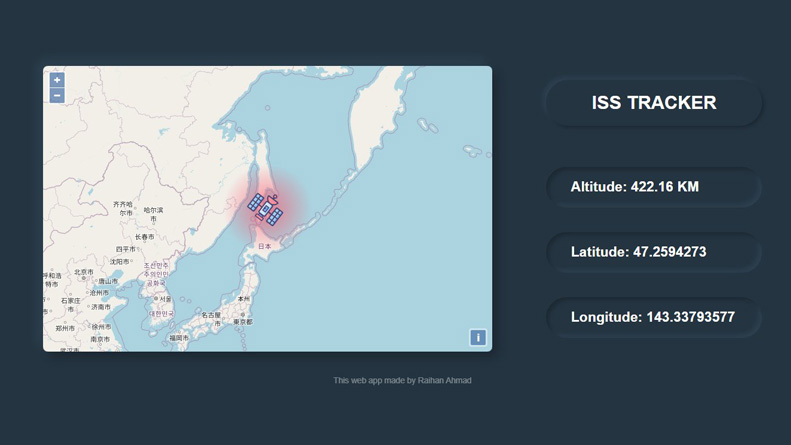 +
−
齐齐哈
尔市
哈尔滨
市
长春市
四平市
沈阳市
呼和浩
特市
北京市
唐山市
沧州市
石家庄
市
济南市
郑州市
徐州市
南京市
武汉市
조선민주
주의인민
공화국
서울
대한민국
日本
本州
名古屋
市
東京都
福岡市
i
ISS TRACKER
Altitude: 422.16 KM
Latitude: 47.2594273
Longitude: 143.33793577
This web app made by Raihan Ahmad